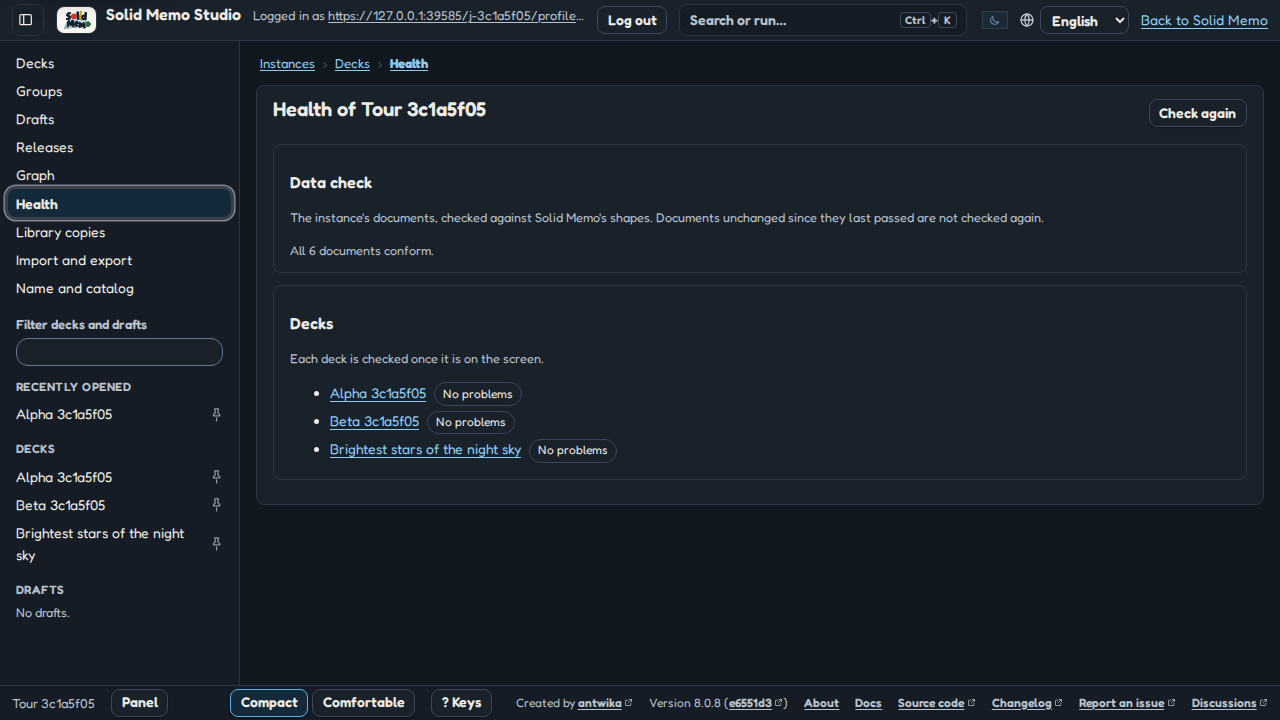 Solid Memo Studio
Logged in as https://127.0.0.1:39585/j-3c1a5f05/profile…
Log out
Search or run…
Ctrl + K
English
Back to Solid Memo
Decks
Groups
Drafts
Releases
Graph
Health
Library copies
Import and export
Name and catalog
Filter decks and drafts
RECENTLY OPENED
Alpha 3c1a5f05
DECKS
Alpha 3c1a5f05
Beta 3c1a5f05
Brightest stars of the night
sky
DRAFTS
No drafts.
Instances › Decks › Health
Health of Tour 3c1a5f05
Check again
Data check
The instance's documents, checked against Solid Memo's shapes. Documents unchanged since they last passed are not checked again.
All 6 documents conform.
Decks
Each deck is checked once it is on the screen.
Alpha 3c1a5f05 No problems
Beta 3c1a5f05 No problems
Brightest stars of the night sky No problems
Tour 3c1a5f05
Panel
Compact
Comfortable
? Keys
Created by antwika
Version 8.0.8 (e6551d3)
About
Docs
Source code
Changelog
Report an issue
Discussions